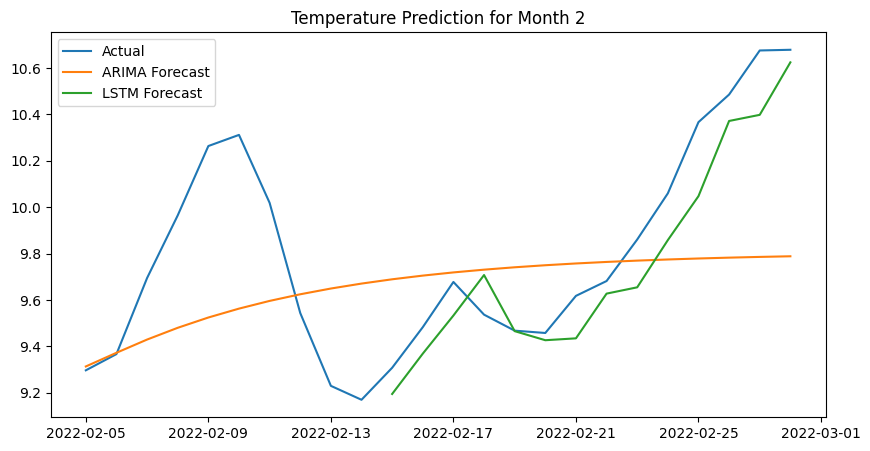 Temperature Prediction for Month 2
Actual
ARIMA Forecast
LSTM Forecast
10.6
10.4
10.2
10.0
9.8
9.6
9.4
9.2
2022-02-05 2022-02-09 2022-02-13 2022-02-17 2022-02-21 2022-02-25 2022-03-01